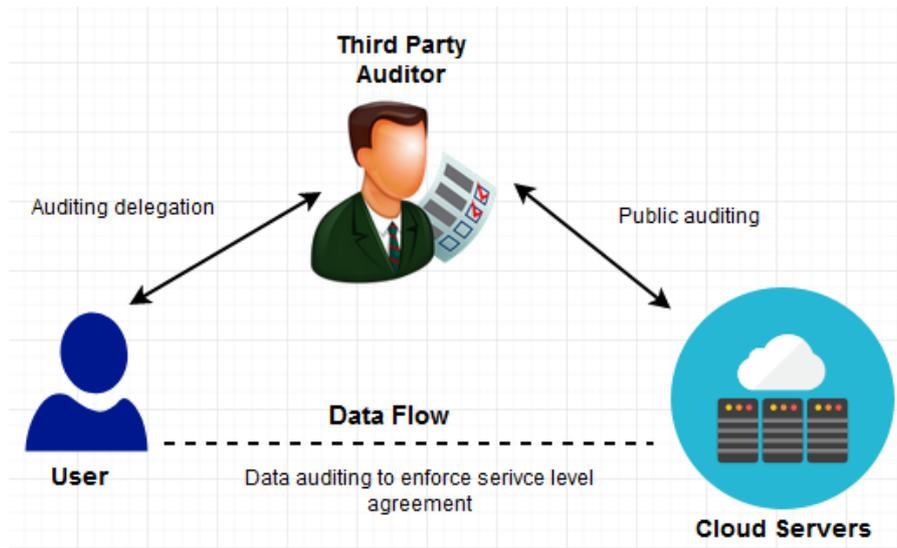 Third Party
Auditor
Auditing delegation
Public auditing
Data Flow
User
Data auditing to enforce serivce level
agreement
Cloud Servers